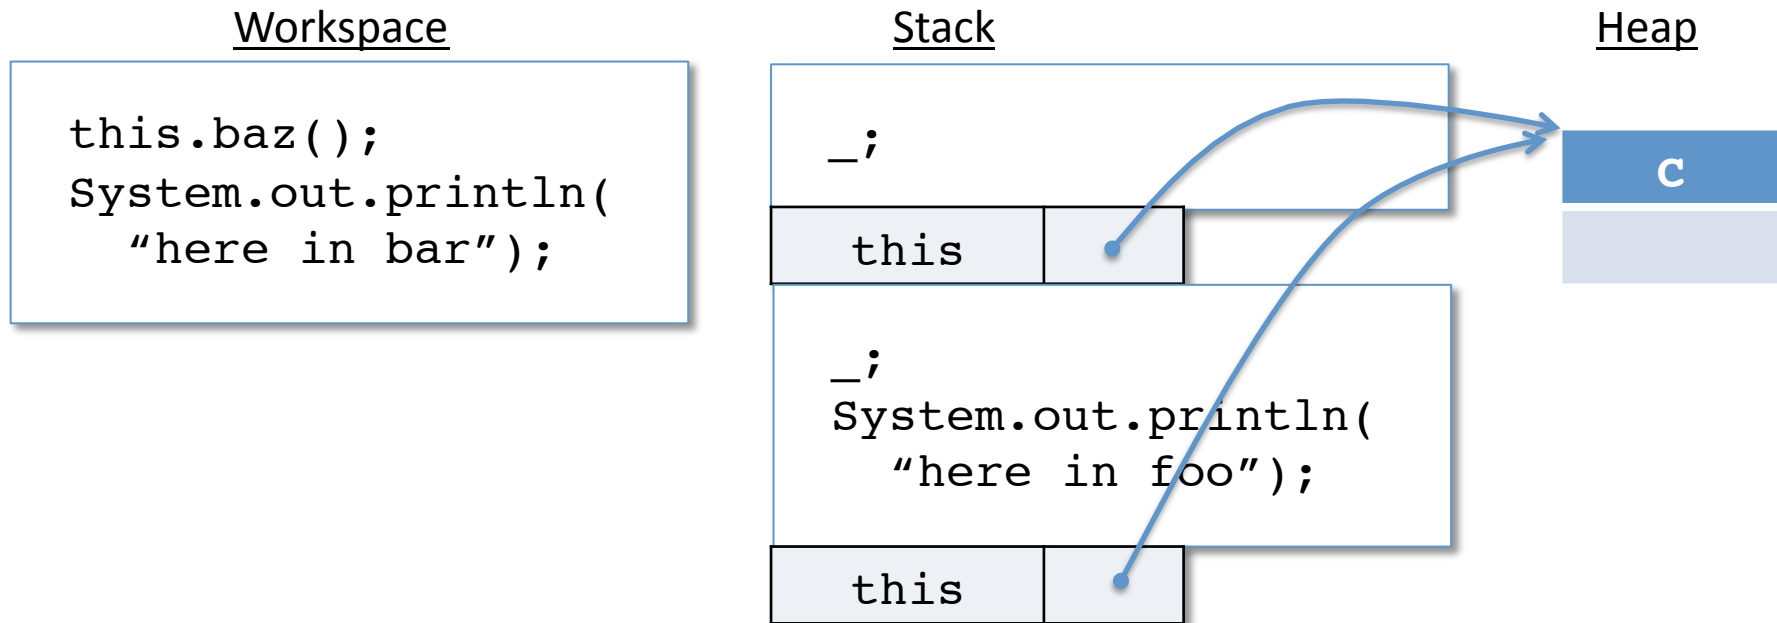 Workspace
Stack
Heap
this.baz();
System.out.println(
“here in bar”);
_;
this
_;
System.out.println(
“here in foo”);
this
C